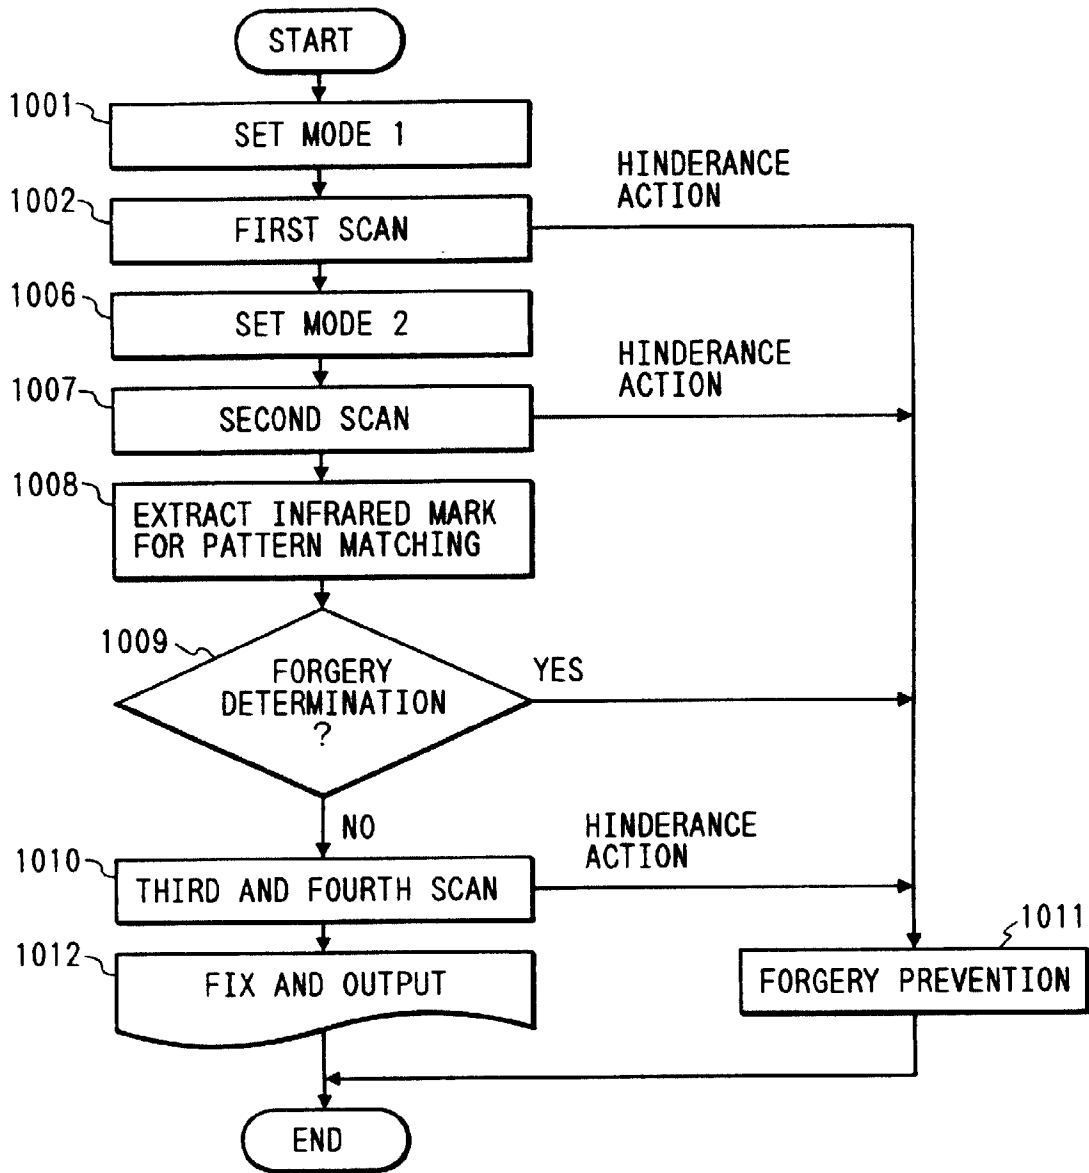 START
1001
SET MODE 1
HINDERANCE
ACTION
1002
FIRST SCAN
1006
SET MODE 2
HINDERANCE
ACTION
1007
SECOND SCAN
1008
EXTRACT INFRARED MARK
FOR PATTERN MATCHING
1009
FORGERY
DETERMINATION
?
YES
NO
HINDERANCE
ACTION
1010
THIRD AND FOURTH SCAN
1011
1012
FIX AND OUTPUT
FORGERY PREVENTION
END